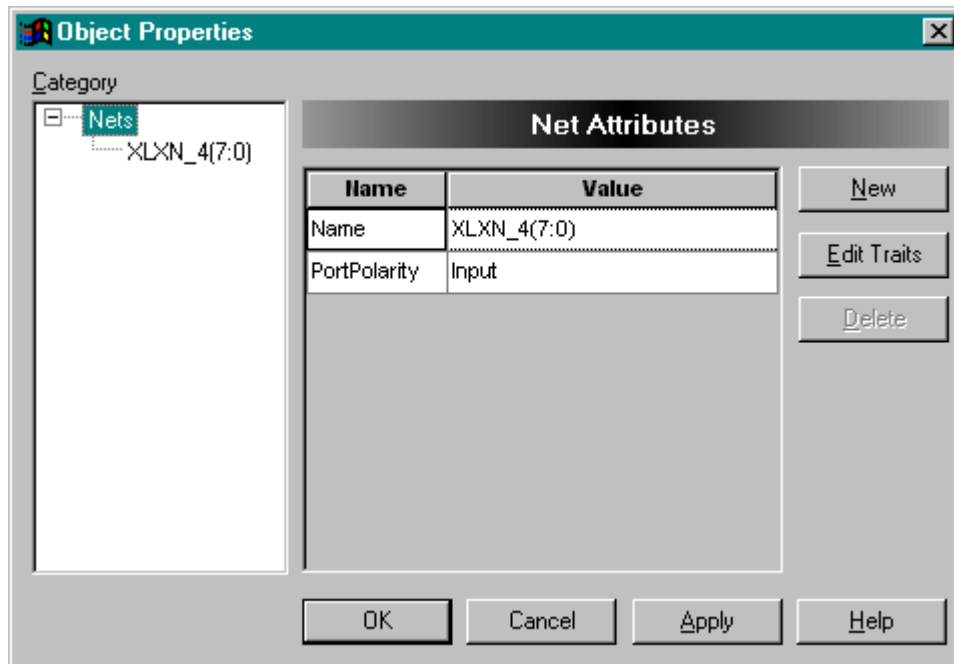 Object Properties
Category
Nets
XLXN_4(7:0)
Net Attributes
Name Value
Name XLXN_4(7:0)
PortPolarity Input
New
Edit Traits
Delete
OK Cancel Apply Help